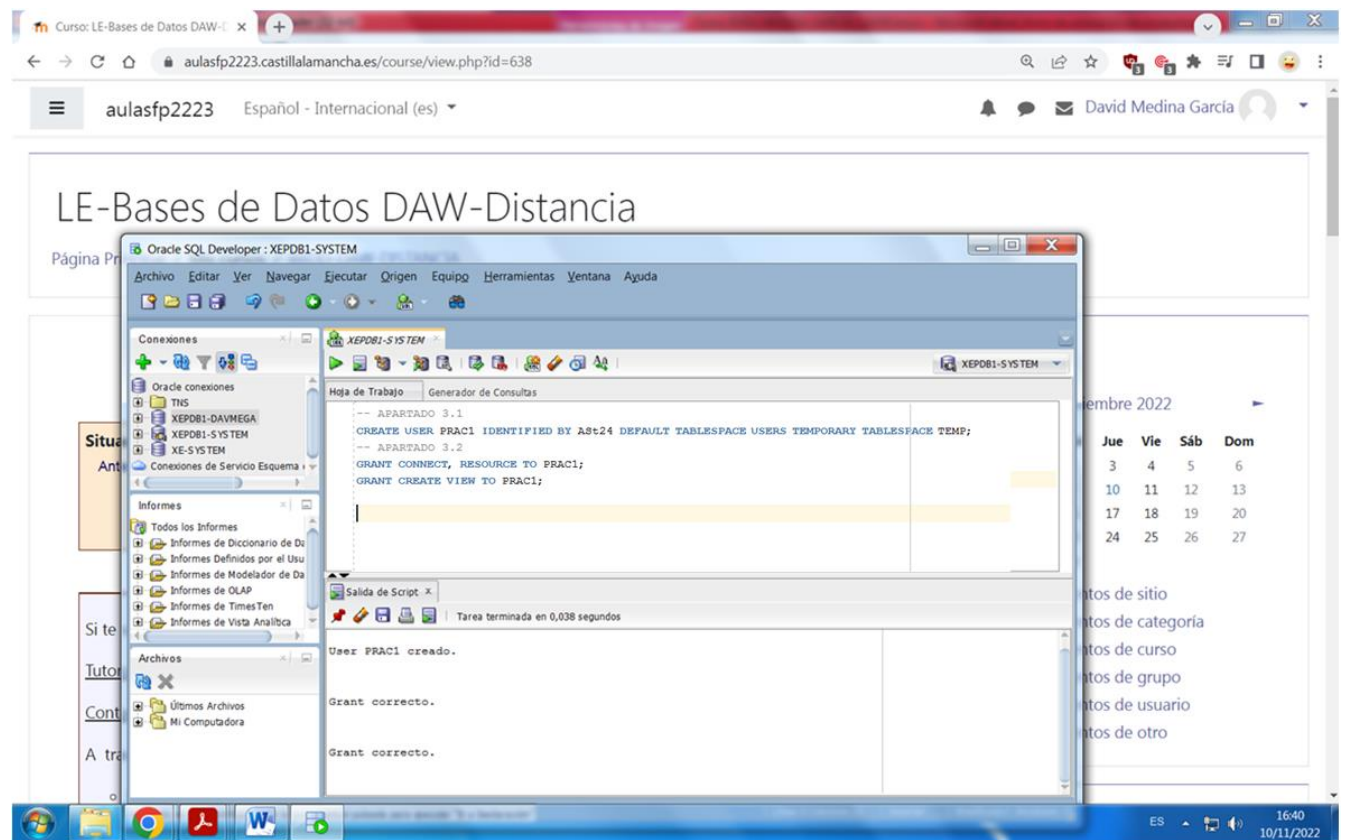 Curso: LE-Bases de Datos DAW-D
aulasfp2223.castillalamancha.es/course/view.php?id=638
aulasfp2223
Español - Internacional (es)
David Medina García
LE-Bases de Datos DAW-Distancia
Página Pr
Oracle SQL Developer : XEPDB1-SYSTEM
Archivo Editar Ver Navegar Ejecutar Origen Equipo Herramientas Ventana Ayuda
Conexiones
Oracle conexiones
TNS
XEPDB1-DAVMEGA
XEPDB1-SYSTEM
XE-SYSTEM
Conexiones de Servicio Esquema
XEPDB1-SYSTEM
XEPDB1-SYSTEM
Hoja de Trabajo Generador de Consultas
-- APARTADO 3.1
CREATE USER PRAC1 IDENTIFIED BY ASt24 DEFAULT TABLESPACE USERS TEMPORARY TABLESPACE TEMP;
-- APARTADO 3.2
GRANT CONNECT, RESOURCE TO PRAC1;
GRANT CREATE VIEW TO PRAC1;
Informes
Todos los Informes
Informes de Diccionario de Da
Informes Definidos por el Usu
Informes de Modelador de Da
Informes de OLAP
Informes de TimesTen
Informes de Vista Analítica
Salida de Script
Tarea terminada en 0,038 segundos
User PRAC1 creado.
Grant correcto.
Grant correcto.
Archivos
Últimos Archivos
Mi Computadora
Situa
Ant
Si te
Tutor
Cont
A tra
iembre 2022
Jue Vie Sáb Dom
3 4 5 6
10 11 12 13
17 18 19 20
24 25 26 27
ntos de sitio
ntos de categoría
ntos de curso
ntos de grupo
ntos de usuario
ntos de otro
ES
16:40
10/11/2022